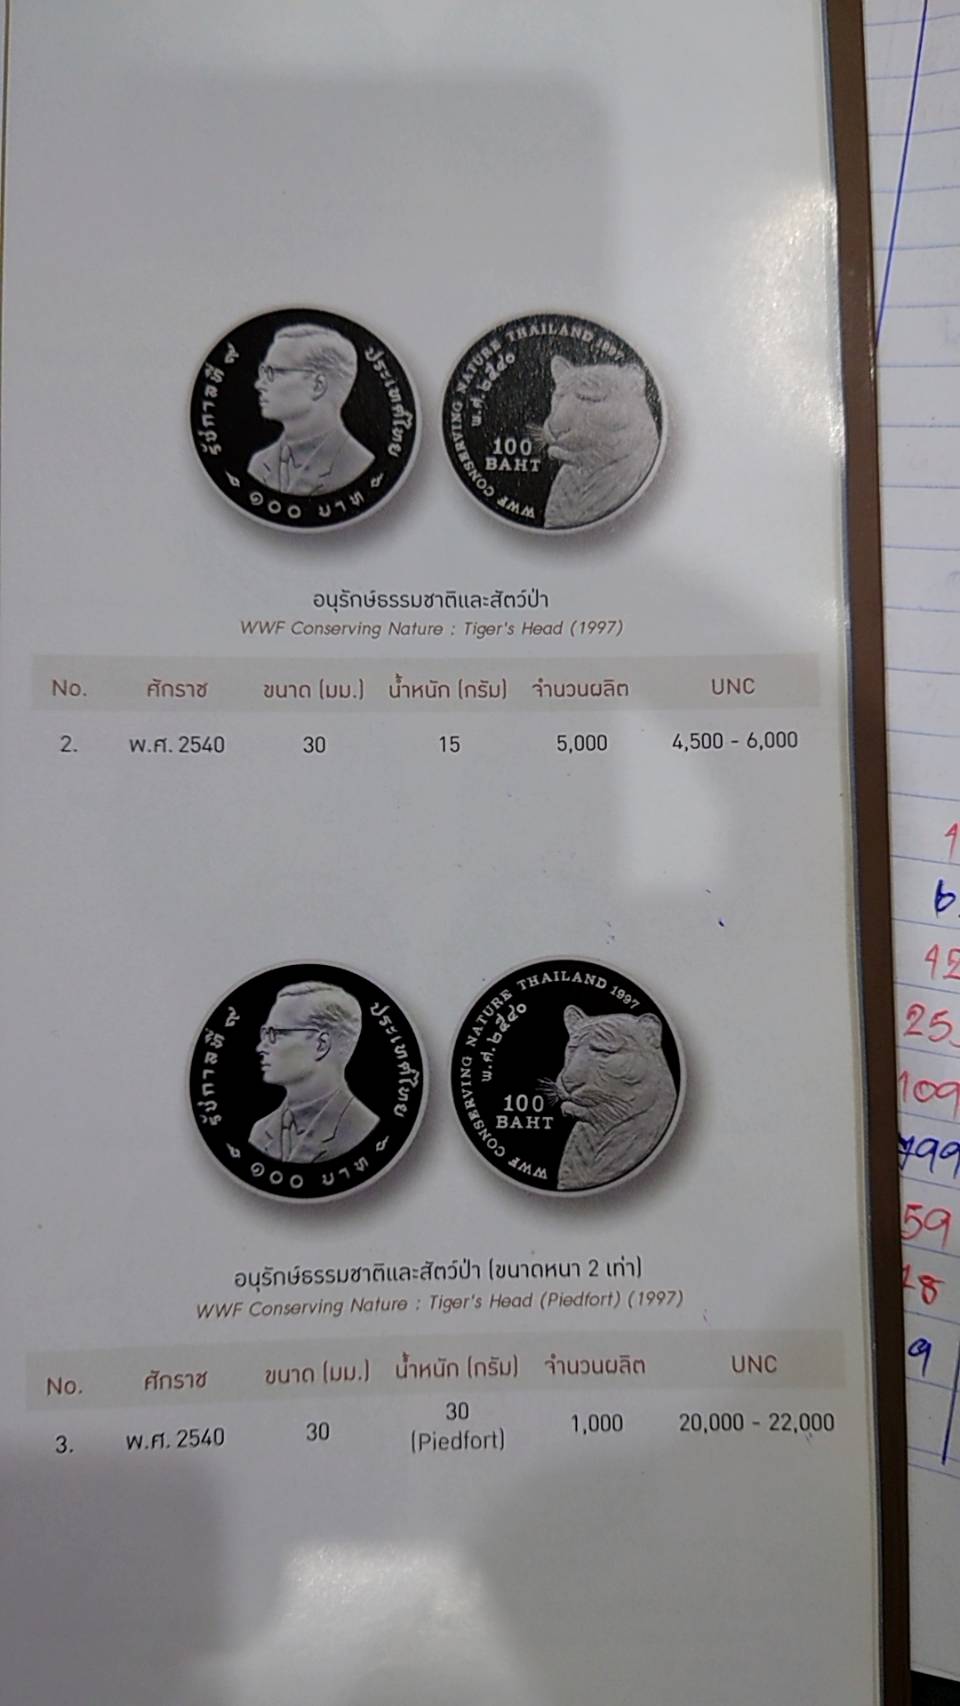 รัชกาลที่ ๙ ประเทศไทย
๑๐๐ บาท
WWF CONSERVING NATURE THAILAND 1997
พ.ศ. ๒๕๔๐
100
BAHT
อนุรักษ์ธรรมชาติและสัตว์ป่า
WWF Conserving Nature : Tiger's Head (1997)
No. ศักราช ขนาด (มม.) น้ำหนัก (กรัม) จำนวนผลิต UNC
2. พ.ศ. 2540 30 15 5,000 4,500 - 6,000
รัชกาลที่ ๙ ประเทศไทย
๑๐๐ บาท
WWF CONSERVING NATURE THAILAND 1997
พ.ศ. ๒๕๔๐
100
BAHT
อนุรักษ์ธรรมชาติและสัตว์ป่า (ขนาดหนา 2 เท่า)
WWF Conserving Nature : Tiger's Head (Piedfort) (1997)
No. ศักราช ขนาด (มม.) น้ำหนัก (กรัม) จำนวนผลิต UNC
3. พ.ศ. 2540 30 30 (Piedfort) 1,000 20,000 - 22,000
25
109
799
59
18
9